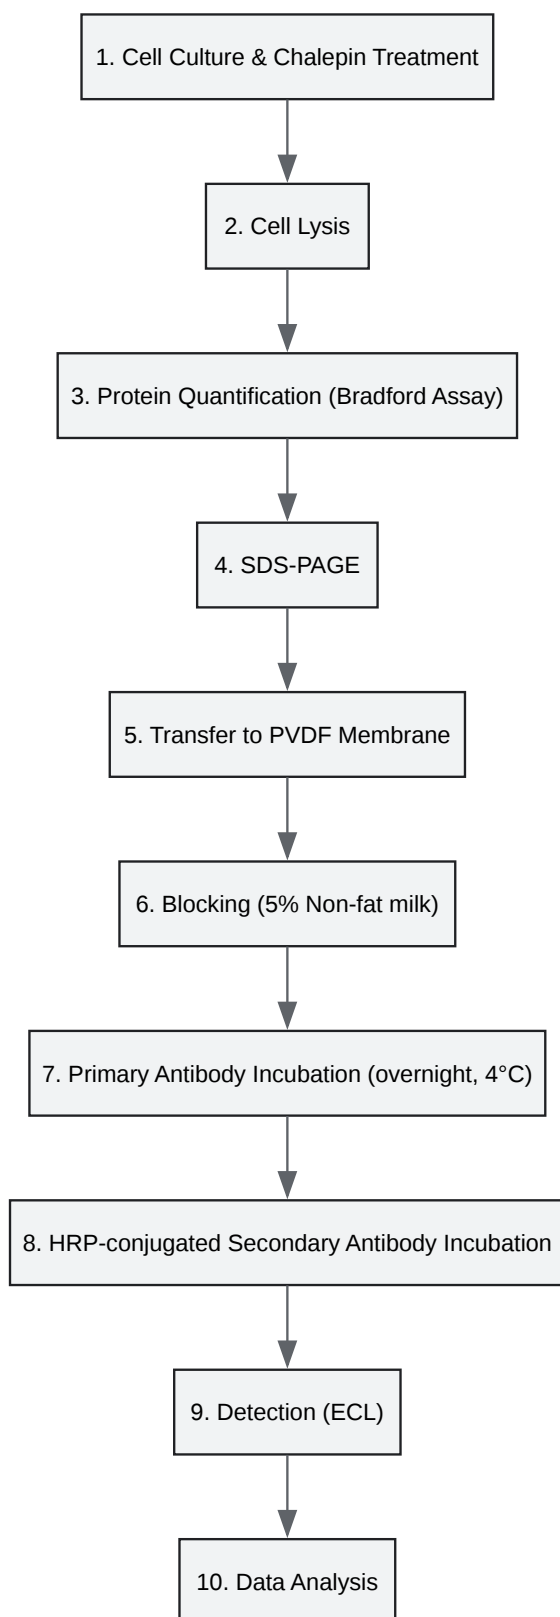 1. Cell Culture & Chalepin Treatment
2. Cell Lysis
3. Protein Quantification (Bradford Assay)
4. SDS-PAGE
5. Transfer to PVDF Membrane
6. Blocking (5% Non-fat milk)
7. Primary Antibody Incubation (overnight, 4°C)
8. HRP-conjugated Secondary Antibody Incubation
9. Detection (ECL)
10. Data Analysis